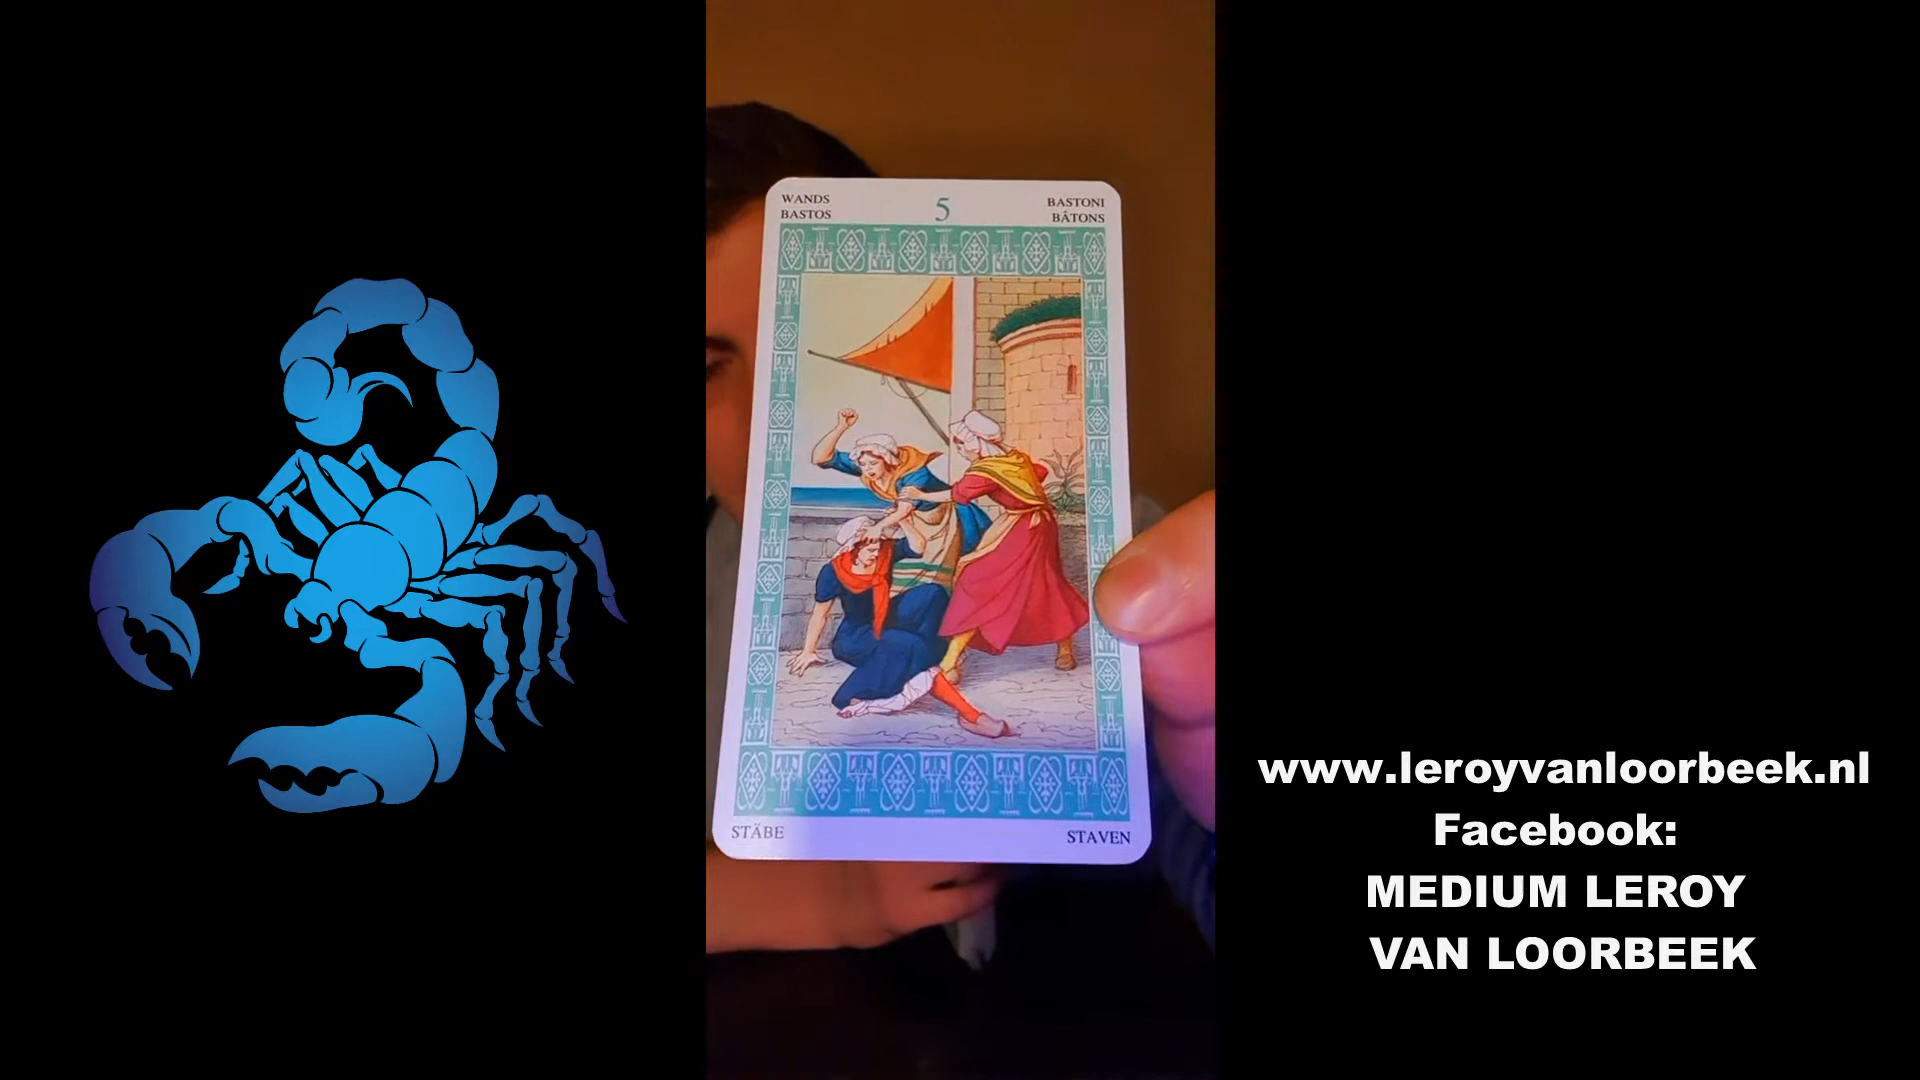 WANDS
BASTOS
5
BASTONI
BÂTONS
STÄBE
STAVEN
www.leroyvanloorbeek.nl
Facebook:
MEDIUM LEROY
VAN LOORBEEK